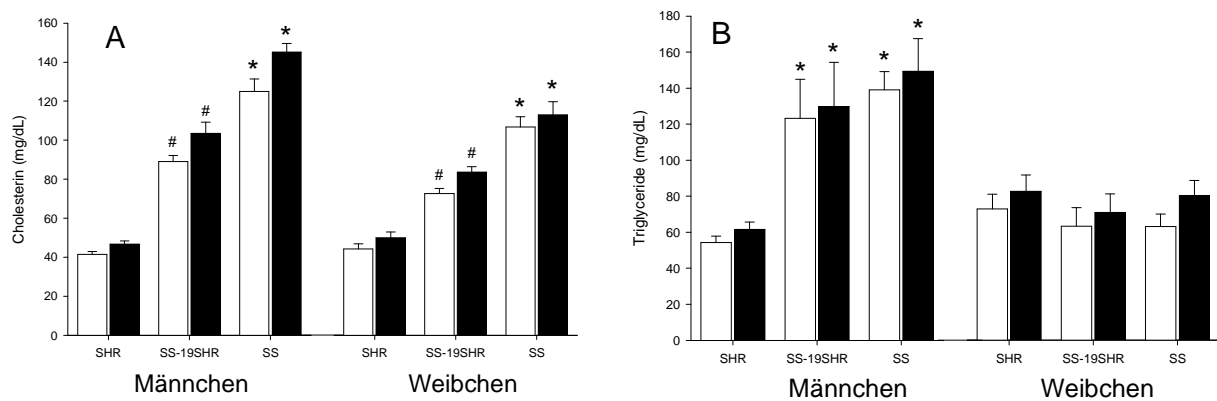 A
Cholesterin (mg/dL)
160
140
120
100
80
60
40
20
0
# # * * # # * *
SHR SS-19SHR SS SHR SS-19SHR SS
Männchen Weibchen
B
Triglyceride (mg/dL)
180
160
140
120
100
80
60
40
20
0
* * * *
SHR SS-19SHR SS SHR SS-19SHR SS
Männchen Weibchen